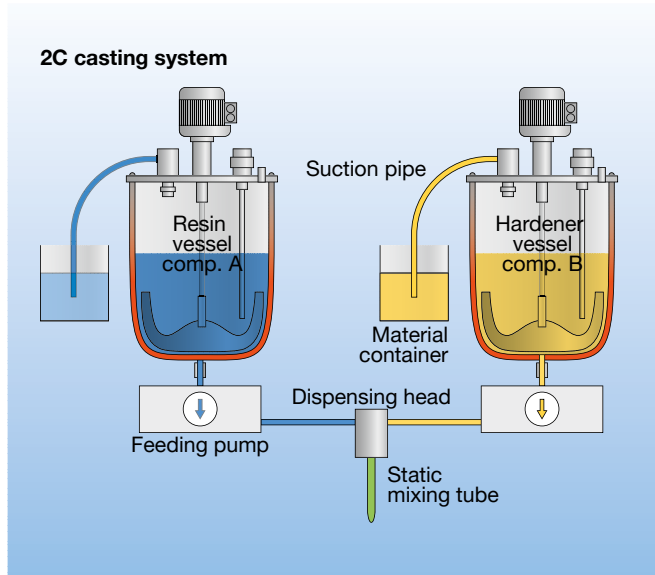 2C casting system
Suction pipe
Resin
vessel
comp. A
Hardener
vessel
comp. B
Material
container
Dispensing head
Feeding pump
Static
mixing tube